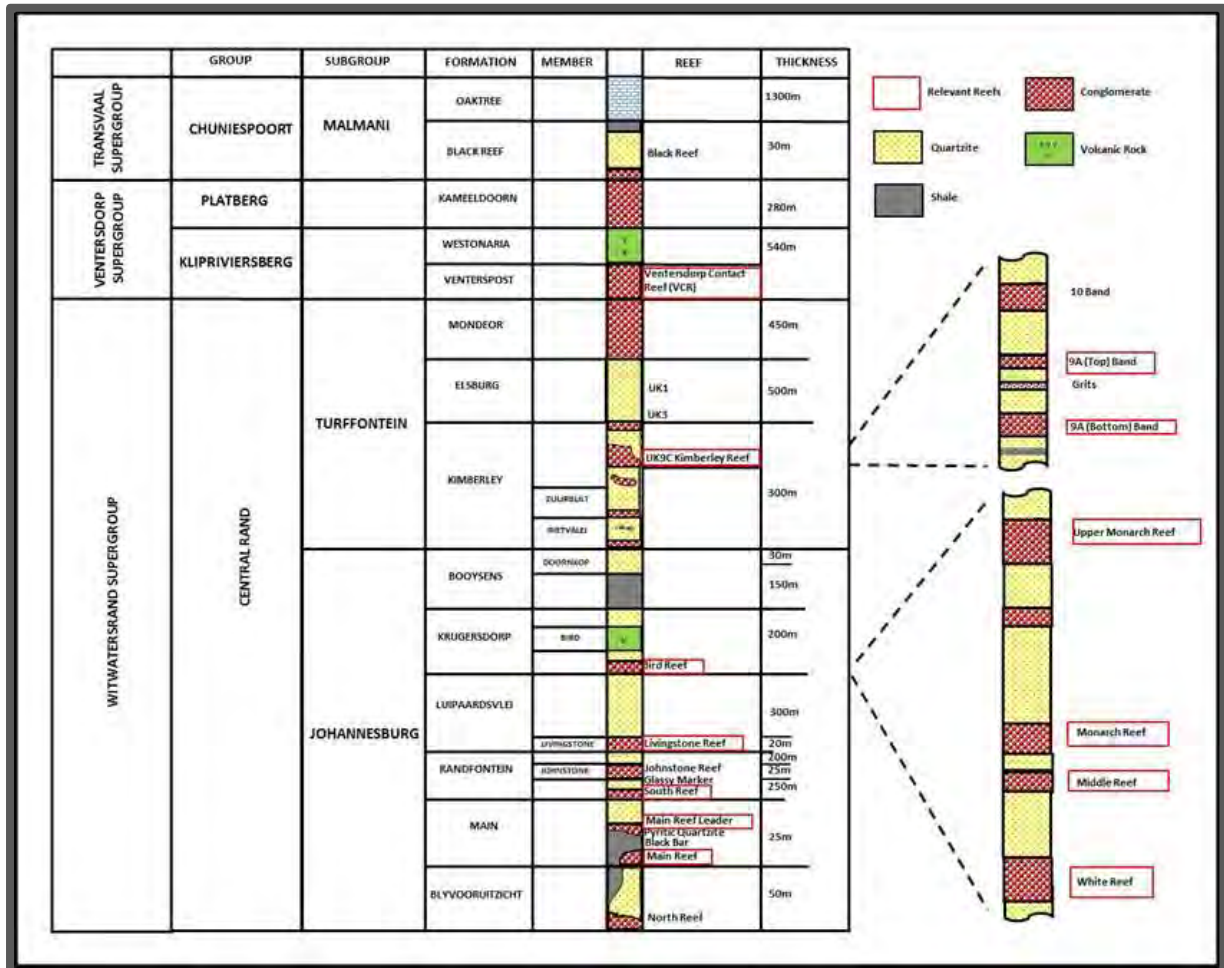 GROUP
SUBGROUP
FORMATION
MEMBER
REEF
THICKNESS
TRANSVAAL
SUPERGROUP
CHUNIESPOORT
MALMANI
OAKTREE
1300m
BLACK REEF
Black Reef
30m
VENTERSDORP
SUPERGROUP
PLATBERG
KAMEELDOORN
280m
KLIPRIVIERSBERG
WESTONARIA
540m
VENTERSPOST
Ventersdorp Contact
Reef (VCR)
WITWATERSRAND SUPERGROUP
CENTRAL RAND
TURFFONTEIN
MONDEOR
450m
ELSBURG
UK1
UK3
500m
KIMBERLEY
UK9C Kimberley Reef
300m
JOHANNESBURG
BOOYSENS
30m
150m
KRUGERSDORP
BIRD
200m
Bird Reef
LUIPAARDSVLEI
300m
LIVINGSTONE
Livingstone Reef
20m
RANDFONTEIN
200m
JOHNSTONE
Johnstone Reef
25m
Glassy Marker
250m
South Reef
MAIN
Main Reef Leader
Pyritic Quartzite
Black Bar
25m
Main Reef
BLYVOORUITZICHT
50m
North Reef
Relevant Reefs
Conglomerate
Quartzite
Volcanic Rock
Shale
10 Band
9A (Top) Band
Grits
9A (Bottom) Band
Upper Monarch Reef
Monarch Reef
Middle Reef
White Reef